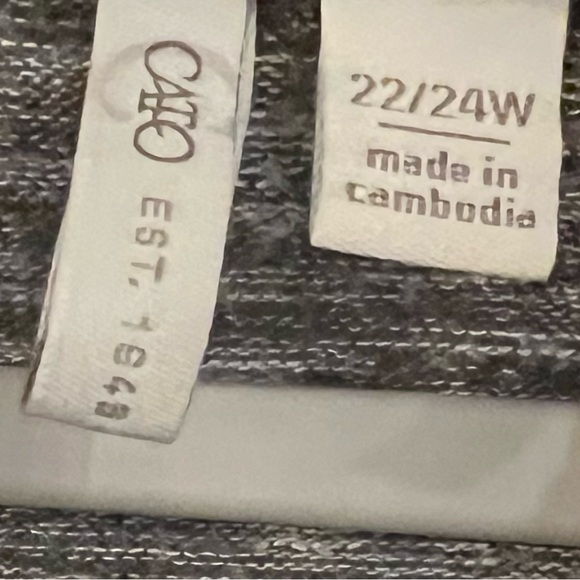 CATO
EST. 1946
22/24W
made in
cambodia